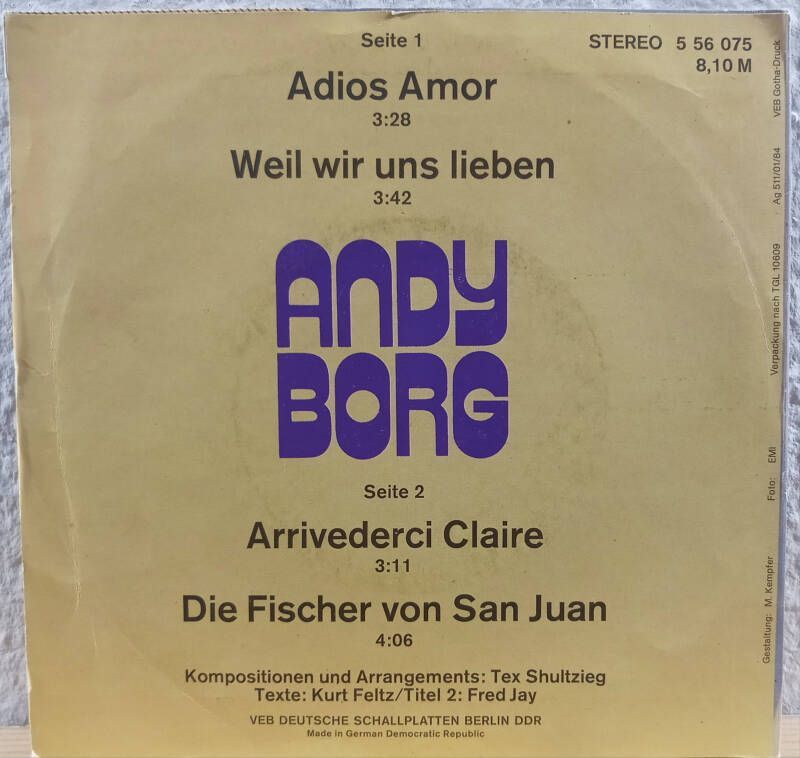 Seite 1
STEREO 5 56 075
8,10 M
Adios Amor
3:28
Weil wir uns lieben
3:42
ANDY
BORG
Seite 2
Arrivederci Claire
3:11
Die Fischer von San Juan
4:06
Kompositionen und Arrangements: Tex Shultzieg
Texte: Kurt Feltz/Titel 2: Fred Jay
VEB DEUTSCHE SCHALLPLATTEN BERLIN DDR
Made in German Democratic Republic
Gestaltung: M. Kempfer Foto: EMI Verpackung nach TGL 10609 Ag 511/01/84 VEB Gotha-Druck